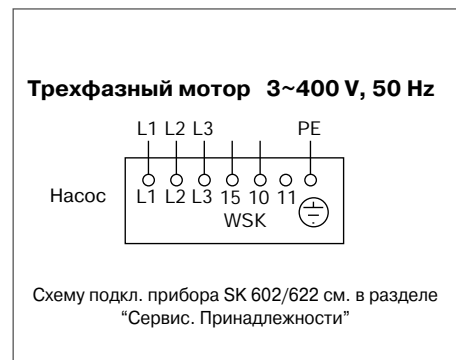 Трехфазный мотор 3~400 V, 50 Hz
L1 L2 L3 PE
Насос
L1 L2 L3 15 10 11
WSK
Схему подкл. прибора SK 602/622 см. в разделе
“Сервис. Принадлежности”